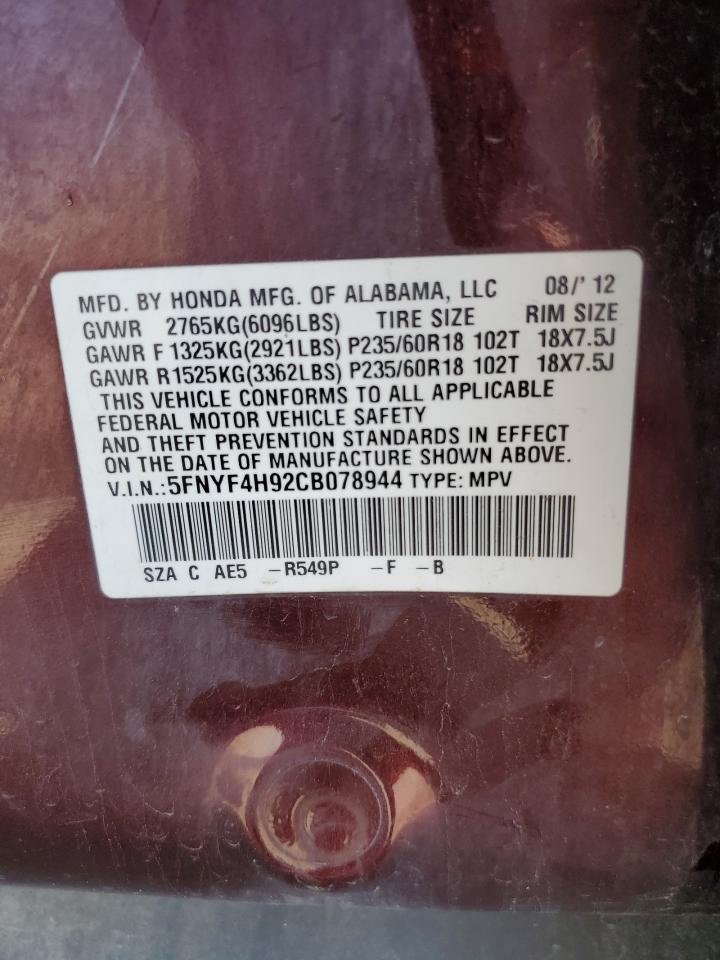 MFD. BY HONDA MFG. OF ALABAMA, LLC 08/' 12
GVWR 2765KG(6096LBS) TIRE SIZE RIM SIZE
GAWR F 1325KG(2921LBS) P235/60R18 102T 18X7.5J
GAWR R1525KG(3362LBS) P235/60R18 102T 18X7.5J
THIS VEHICLE CONFORMS TO ALL APPLICABLE
FEDERAL MOTOR VEHICLE SAFETY
AND THEFT PREVENTION STANDARDS IN EFFECT
ON THE DATE OF MANUFACTURE SHOWN ABOVE.
V.I.N.:5FNYF4H92CB078944 TYPE: MPV
SZA C AE5 -R549P -F -B